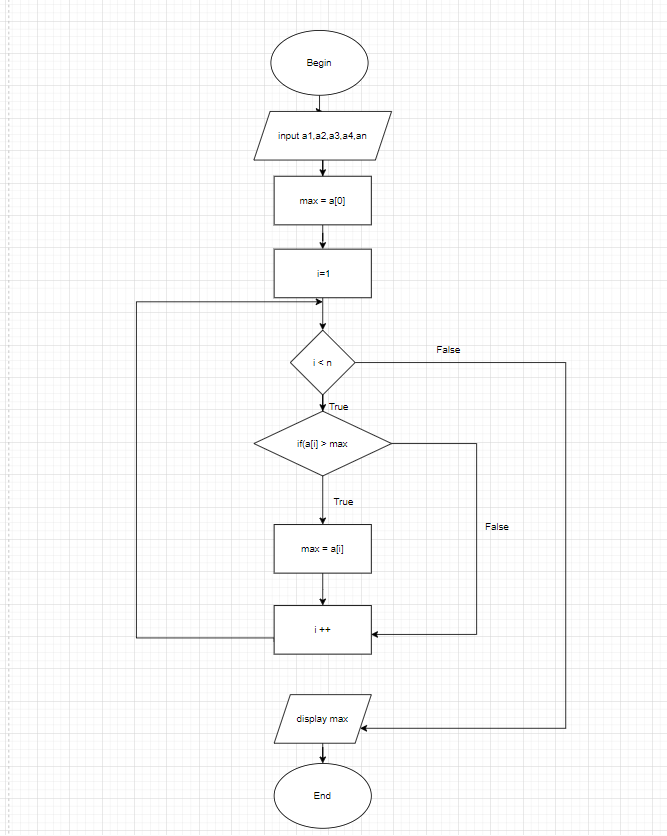 Begin
input a1,a2,a3,a4,an
max = a[0]
i=1
i < n
False
True
if(a[i] > max
True
False
max = a[i]
i ++
display max
End